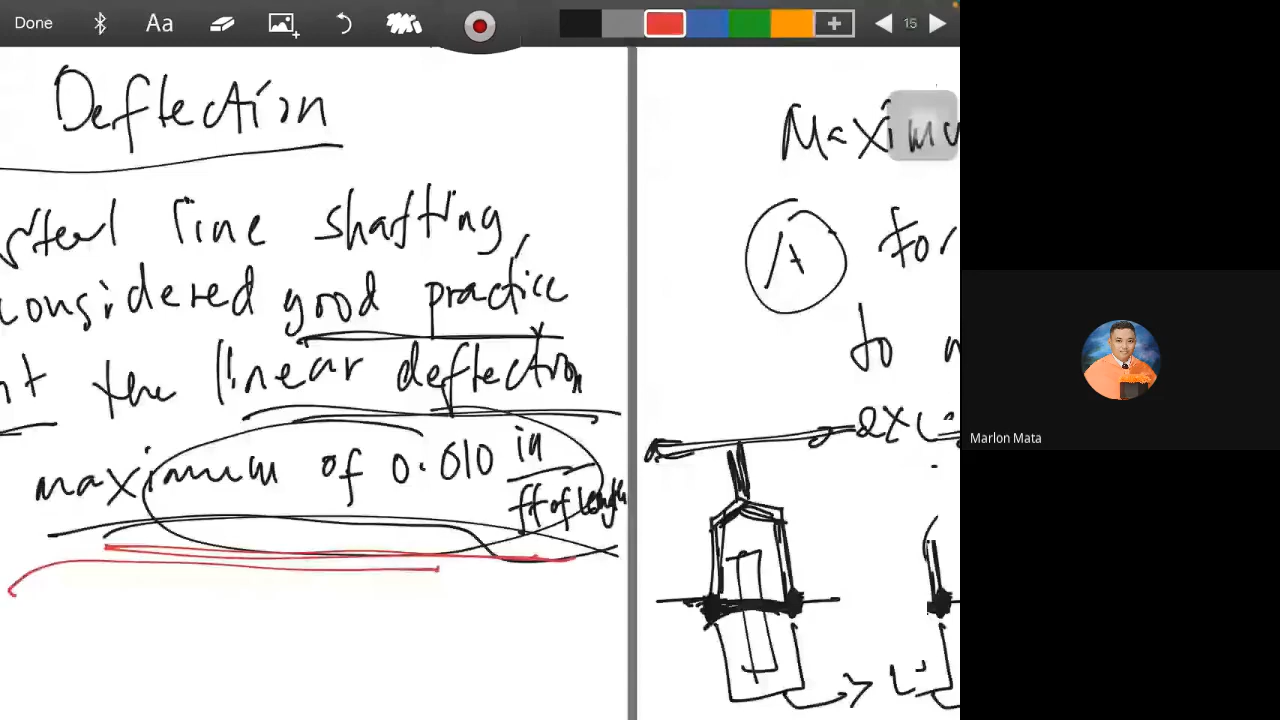 Done
Aa
15
Deflection
steel line shafting,
considered good practice
the linear deflection
maximum of 0.010 in
ft of length
Maximu
A
For
to
Marlon Mata